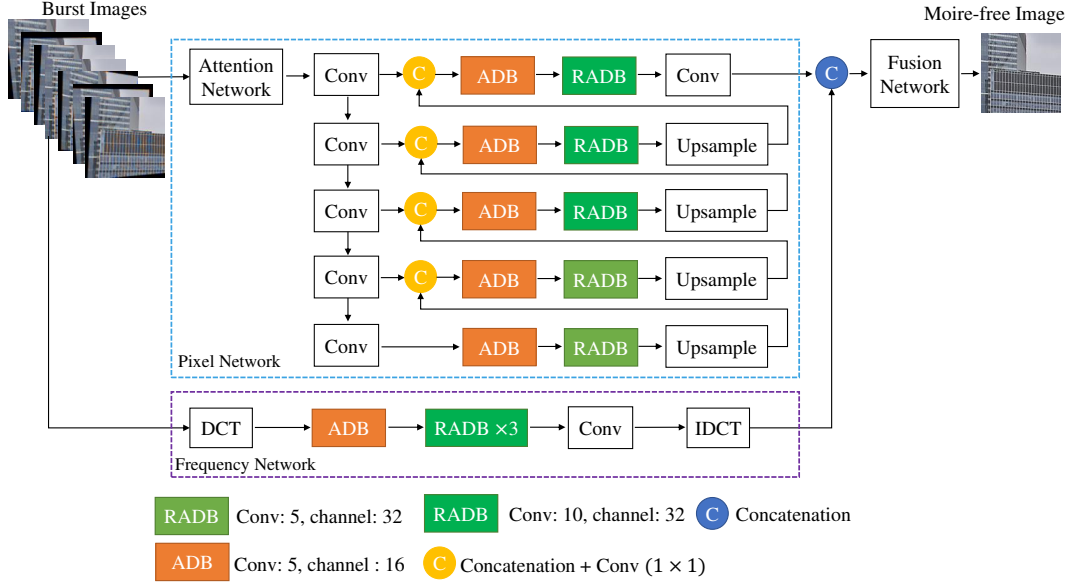 Burst Images
Moire-free Image
Attention Network
Conv
C
ADB
RADB
Conv
C
Fusion Network
Conv
C
ADB
RADB
Upsample
Conv
C
ADB
RADB
Upsample
Conv
C
ADB
RADB
Upsample
Conv
ADB
RADB
Upsample
Pixel Network
DCT
ADB
RADB ×3
Conv
IDCT
Frequency Network
RADB Conv: 5, channel: 32
RADB Conv: 10, channel: 32
C Concatenation
ADB Conv: 5, channel : 16
C Concatenation + Conv (1 × 1)